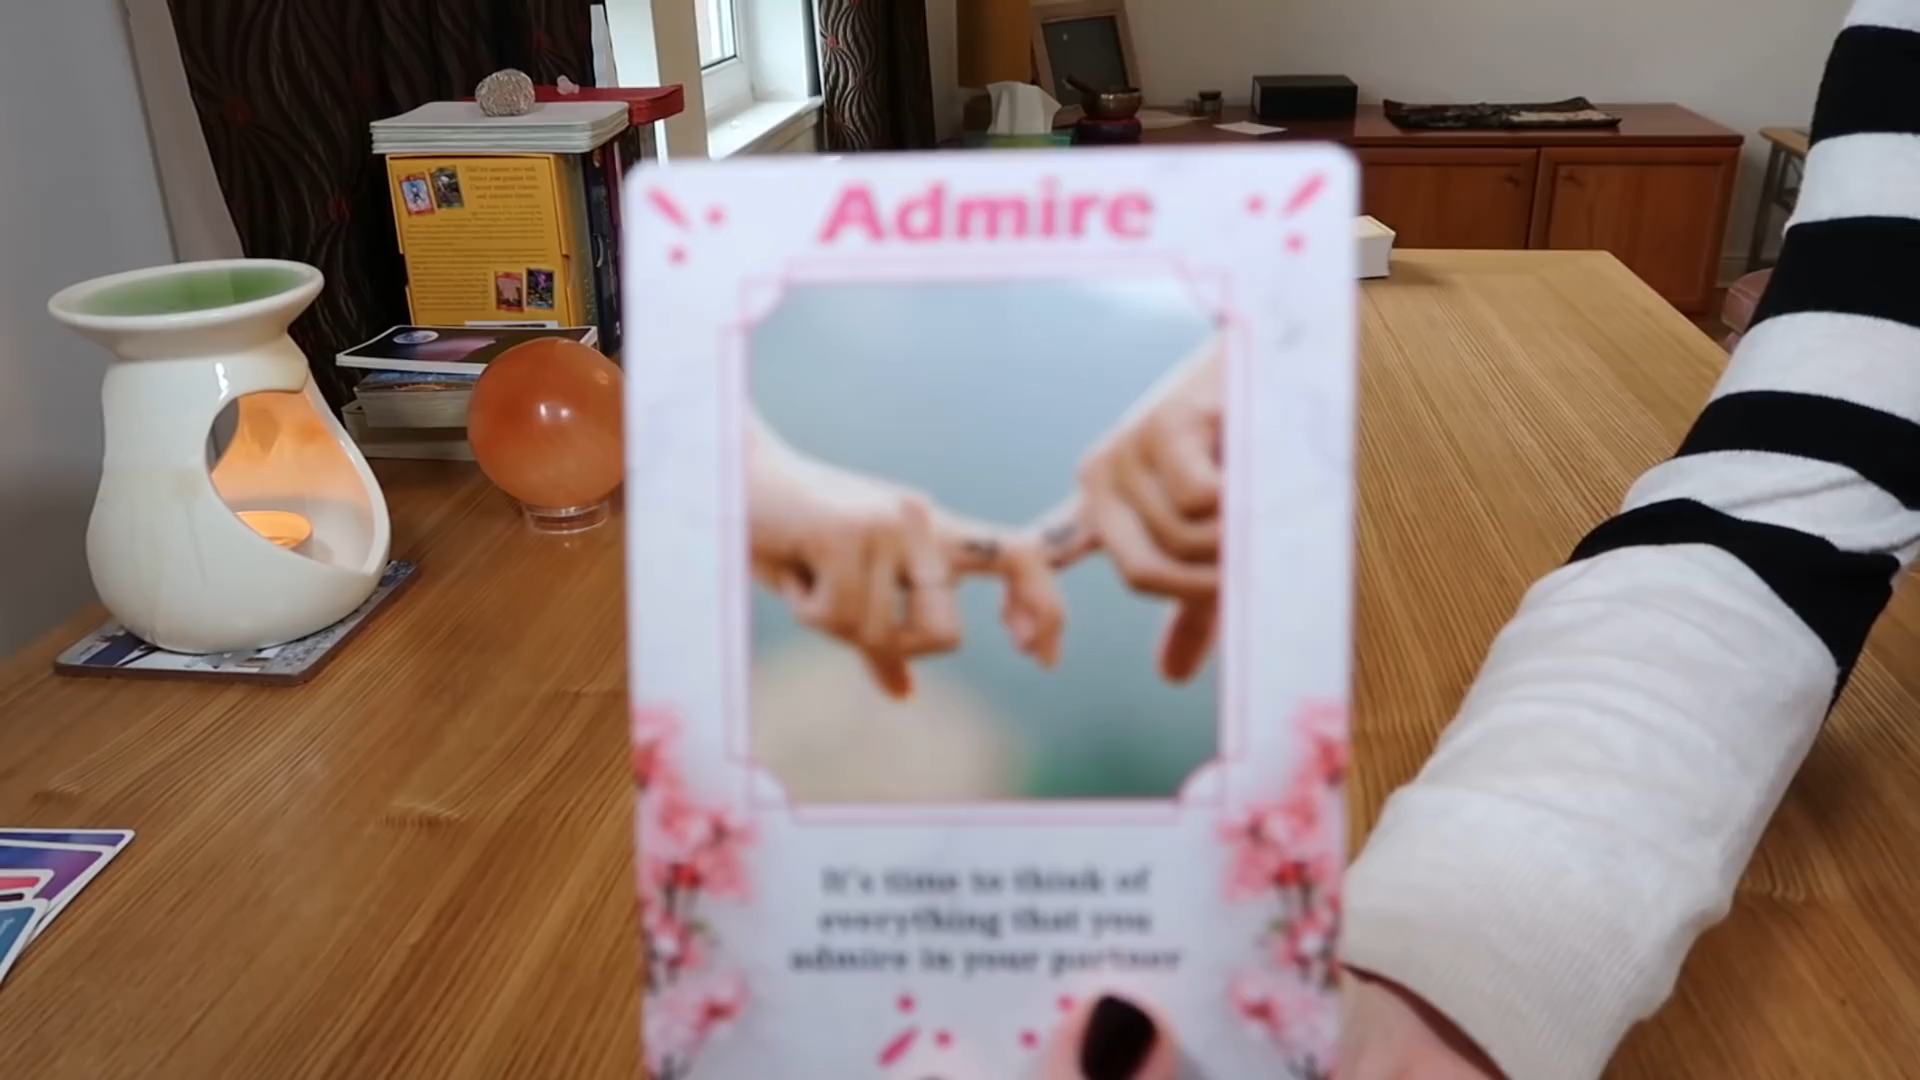 Admire
It's time to think of
everything that you
admire in your partner